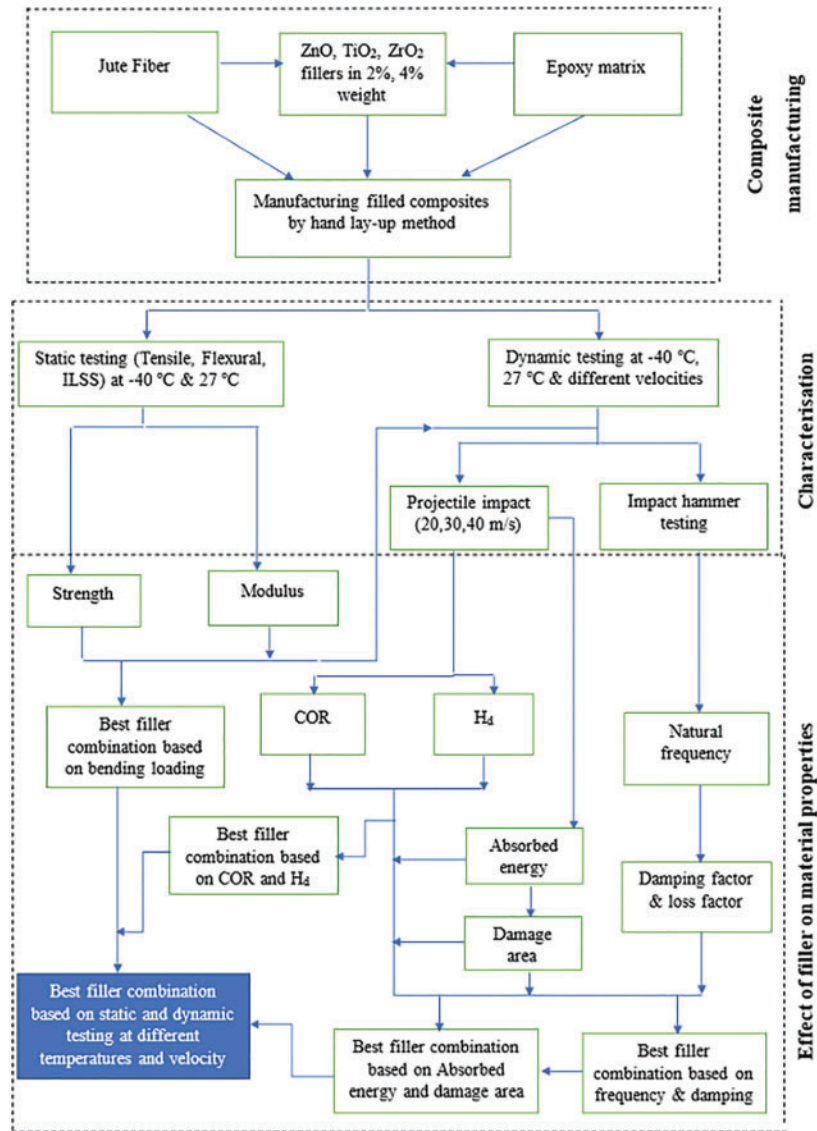 Jute Fiber
ZnO, TiO₂, ZrO₂
fillers in 2%, 4%
weight
Epoxy matrix
Manufacturing filled composites
by hand lay-up method
Composite
manufacturing
Static testing (Tensile, Flexural,
ILSS) at -40 °C & 27 °C
Dynamic testing at -40 °C,
27 °C & different velocities
Projectile impact
(20,30,40 m/s)
Impact hammer
testing
Characterisation
Strength
Modulus
Best filler
combination based
on bending loading
COR
H_d
Natural
frequency
Best filler
combination based
on COR and H_d
Absorbed
energy
Damping factor
& loss factor
Damage
area
Best filler combination
based on static and dynamic
testing at different
temperatures and velocity
Best filler combination
based on Absorbed
energy and damage area
Best filler
combination based on
frequency & damping
Effect of filler on material properties